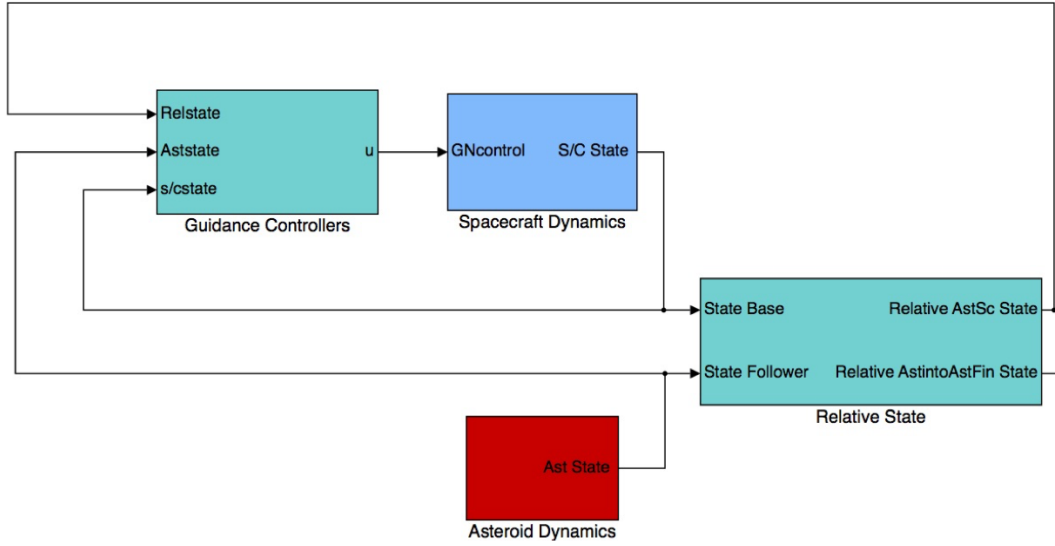 Relstate
Aststate
s/cstate
u
Guidance Controllers
GNcontrol
S/C State
Spacecraft Dynamics
State Base
Relative AstSc State
State Follower
Relative AstintoAstFin State
Relative State
Ast State
Asteroid Dynamics